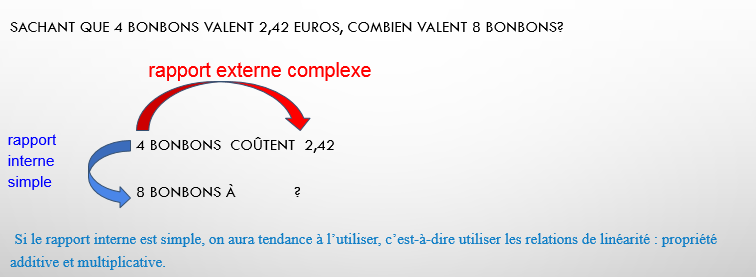 SACHANT QUE 4 BONBONS VALENT 2,42 EUROS, COMBIEN VALENT 8 BONBONS?
rapport externe complexe
rapport
interne
simple
4 BONBONS COÛTENT 2,42
8 BONBONS À ?
Si le rapport interne est simple, on aura tendance à l'utiliser, c'est-à-dire utiliser les relations de linéarité : propriété
additive et multiplicative.